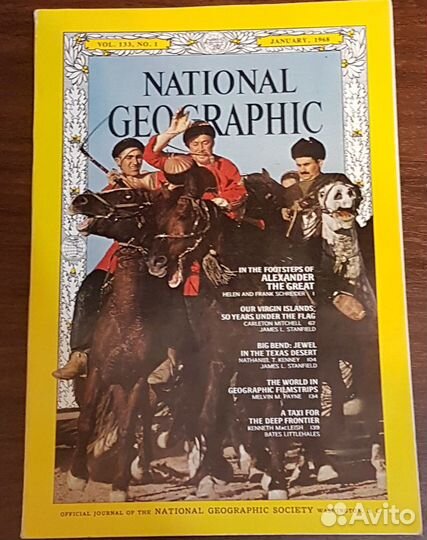 VOL. 133, NO. 1
JANUARY, 1968
NATIONAL
GEOGRAPHIC
IN THE FOOTSTEPS OF
ALEXANDER
THE GREAT
HELEN AND FRANK SCHREIDER 1
OUR VIRGIN ISLANDS,
50 YEARS UNDER THE FLAG
CARLETON MITCHELL 67
JAMES L. STANFIELD
BIG BEND: JEWEL
IN THE TEXAS DESERT
NATHANIEL T. KENNEY 104
JAMES L. STANFIELD
THE WORLD IN
GEOGRAPHIC FILMSTRIPS
MELVIN M. PAYNE 134
A TAXI FOR
THE DEEP FRONTIER
KENNETH MacLEISH 139
BATES LITTLEHALES
OFFICIAL JOURNAL OF THE NATIONAL GEOGRAPHIC SOCIETY WASHINGTON
Avito